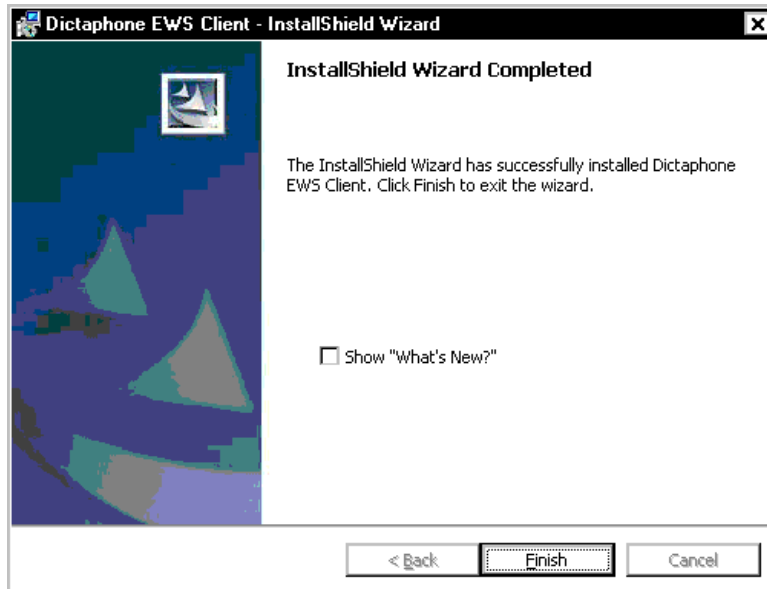 Dictaphone EWS Client - InstallShield Wizard
InstallShield Wizard Completed
The InstallShield Wizard has successfully installed Dictaphone
EWS Client. Click Finish to exit the wizard.
Show "What's New?"
< Back Finish Cancel